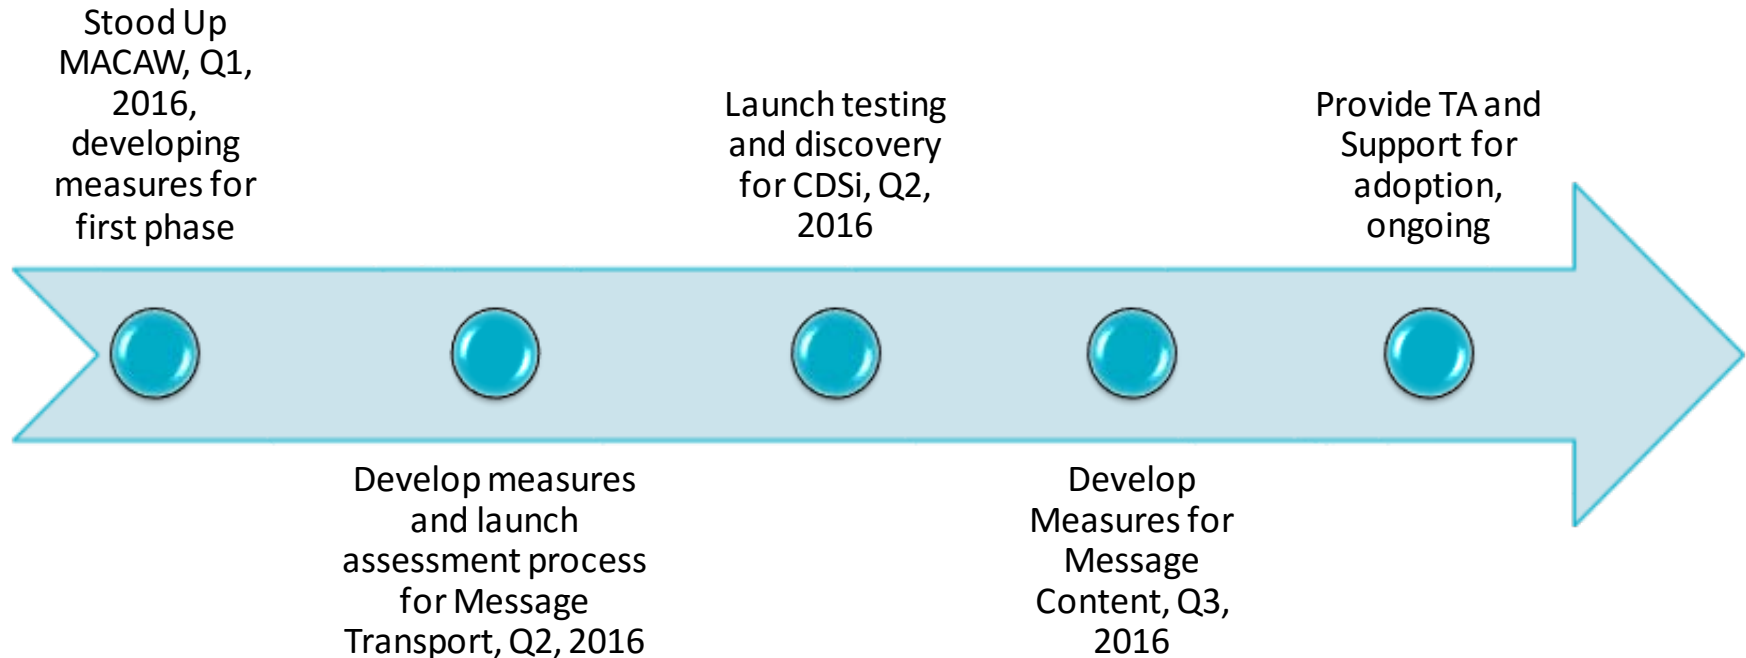 Stood Up
MACAW, Q1,
2016,
developing
measures for
first phase
Develop measures
and launch
assessment process
for Message
Transport, Q2, 2016
Launch testing
and discovery
for CDSi, Q2,
2016
Develop
Measures for
Message
Content, Q3,
2016
Provide TA and
Support for
adoption,
ongoing